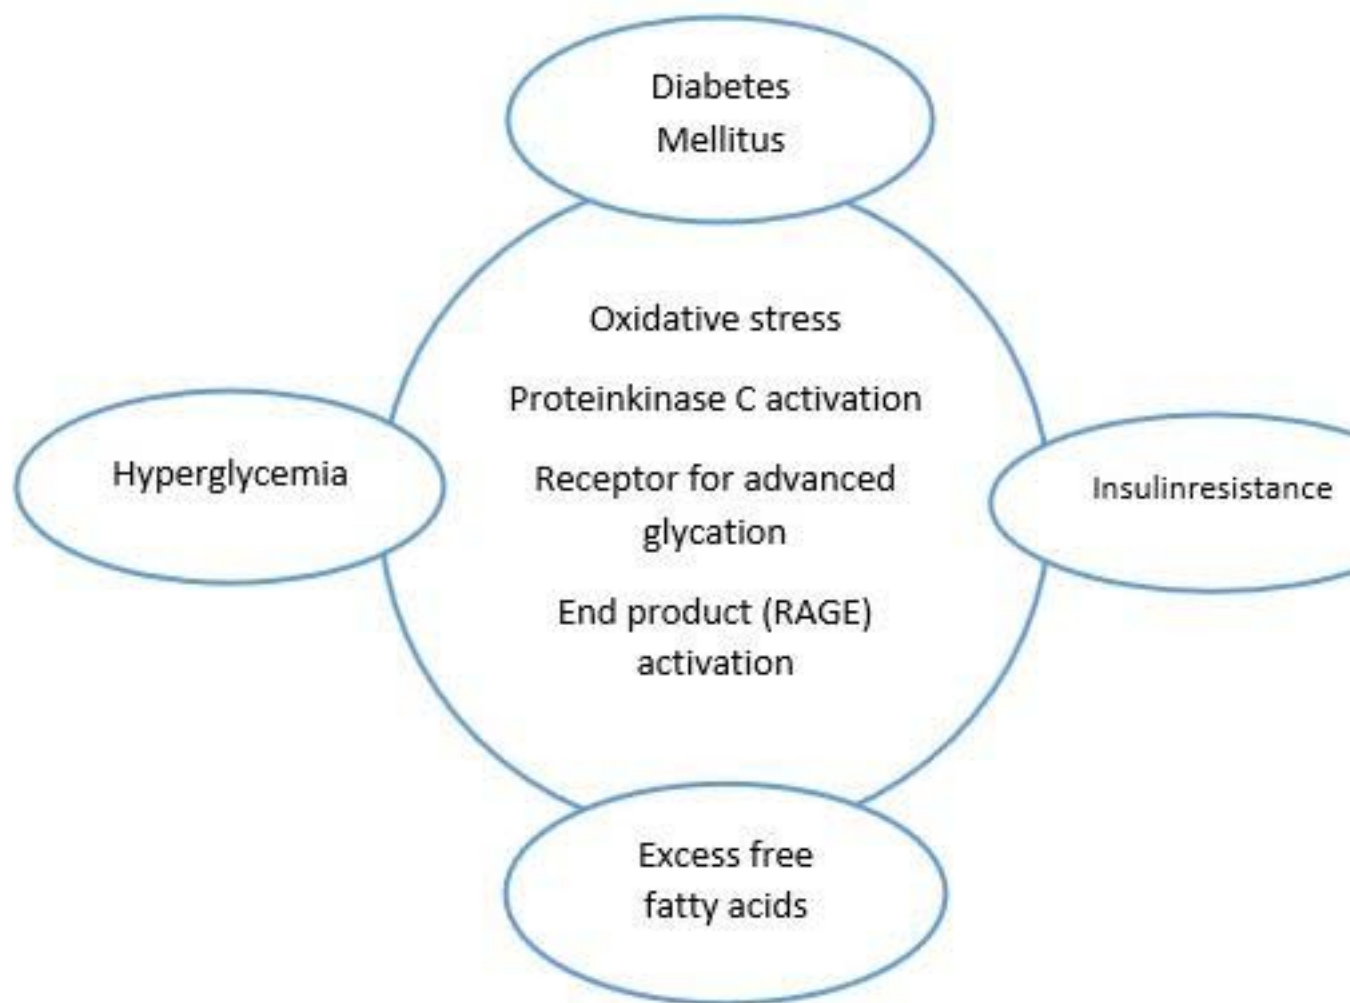 Diabetes
Mellitus
Oxidative stress
Proteinkinase C activation
Hyperglycemia
Receptor for advanced
glycation
Insulinresistance
End product (RAGE)
activation
Excess free
fatty acids